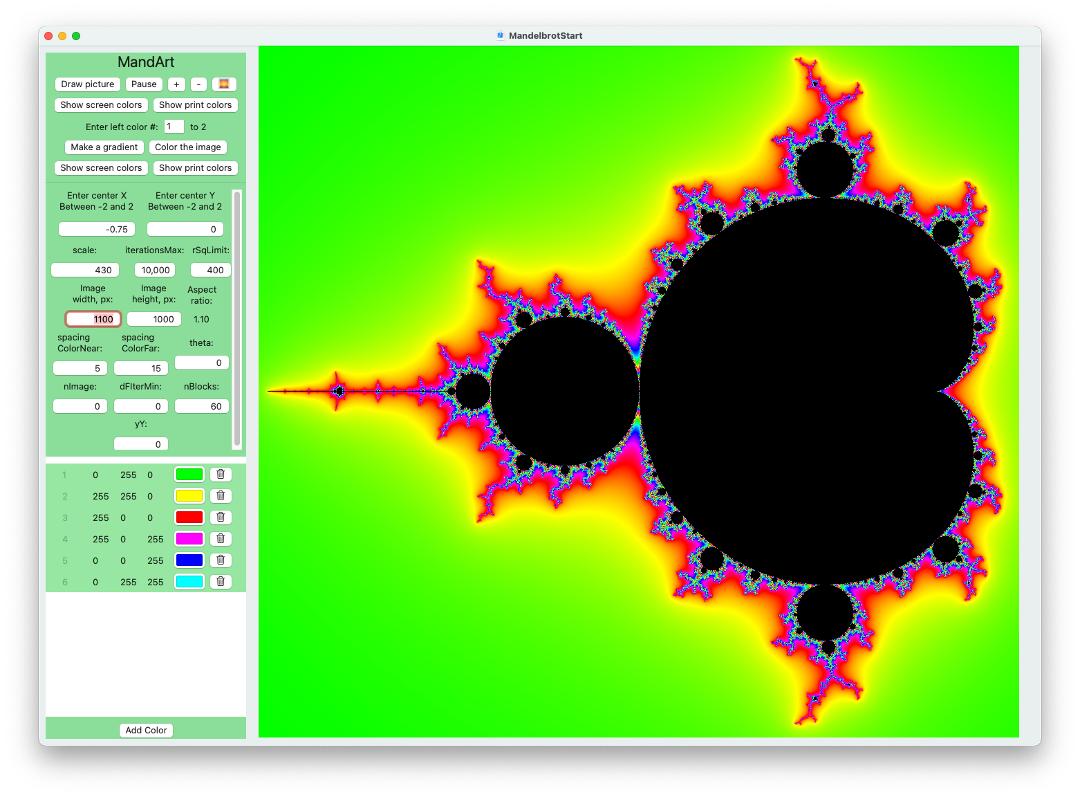 MandelbrotStart
MandArt
Draw picture Pause + -
Show screen colors Show print colors
Enter left color #: 1 to 2
Make a gradient Color the image
Show screen colors Show print colors
Enter center X Enter center Y
Between -2 and 2 Between -2 and 2
-0.75 0
scale: iterationsMax: rSqLimit:
430 10,000 400
Image Image Aspect
width, px: height, px: ratio:
1100 1000 1.10
spacing spacing theta:
ColorNear: ColorFar:
5 15 0
nImage: dFIterMin: nBlocks:
0 0 60
yY:
0
1 0 255 0
2 255 255 0
3 255 0 0
4 255 0 255
5 0 0 255
6 0 255 255
Add Color